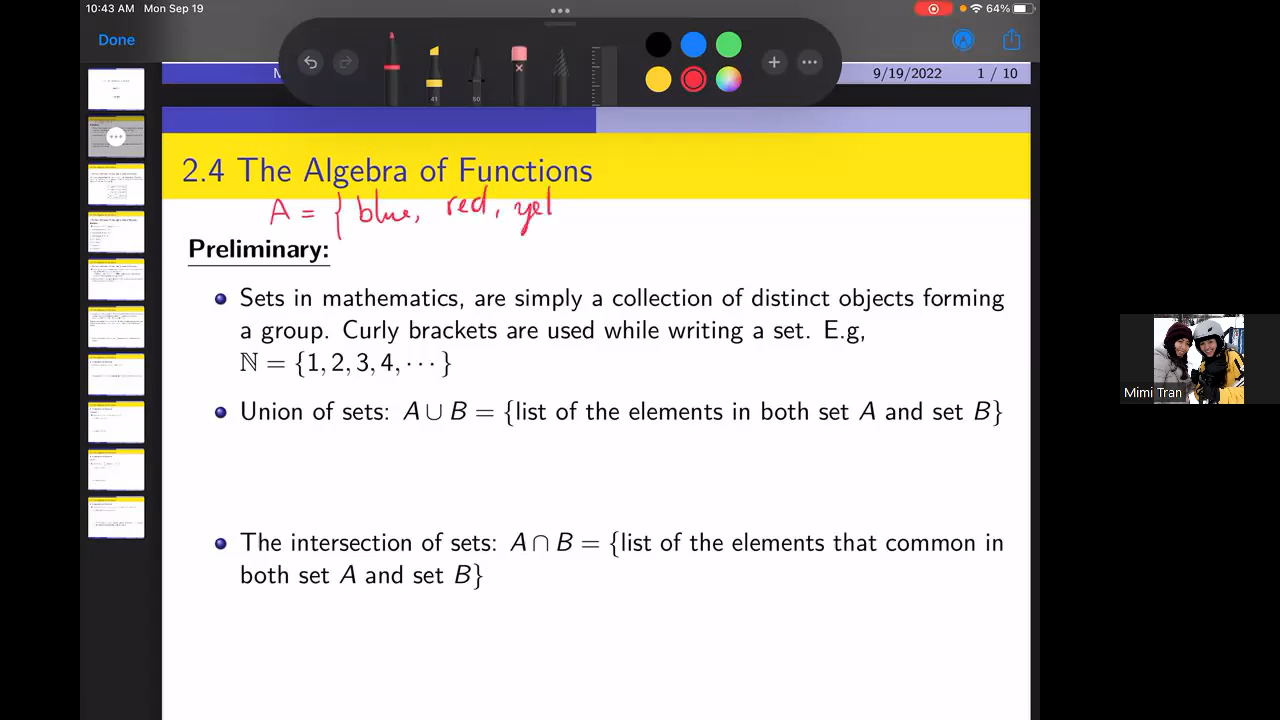 10:43 AM Mon Sep 19
64%
Done
41
50
9/19/2022 1 / 10
2.4 The Algebra of Functions
A = { blue, red, yel
Preliminary:
Sets in mathematics, are simply a collection of distinct objects forming
a group. Curly brackets are used while writing a set. E.g,
ℕ = {1, 2, 3, 4, ⋯ }
Union of sets: A ∪ B = {list of the elements in both set A and set B}
The intersection of sets: A ∩ B = {list of the elements that common in
both set A and set B}
Mimi Tran